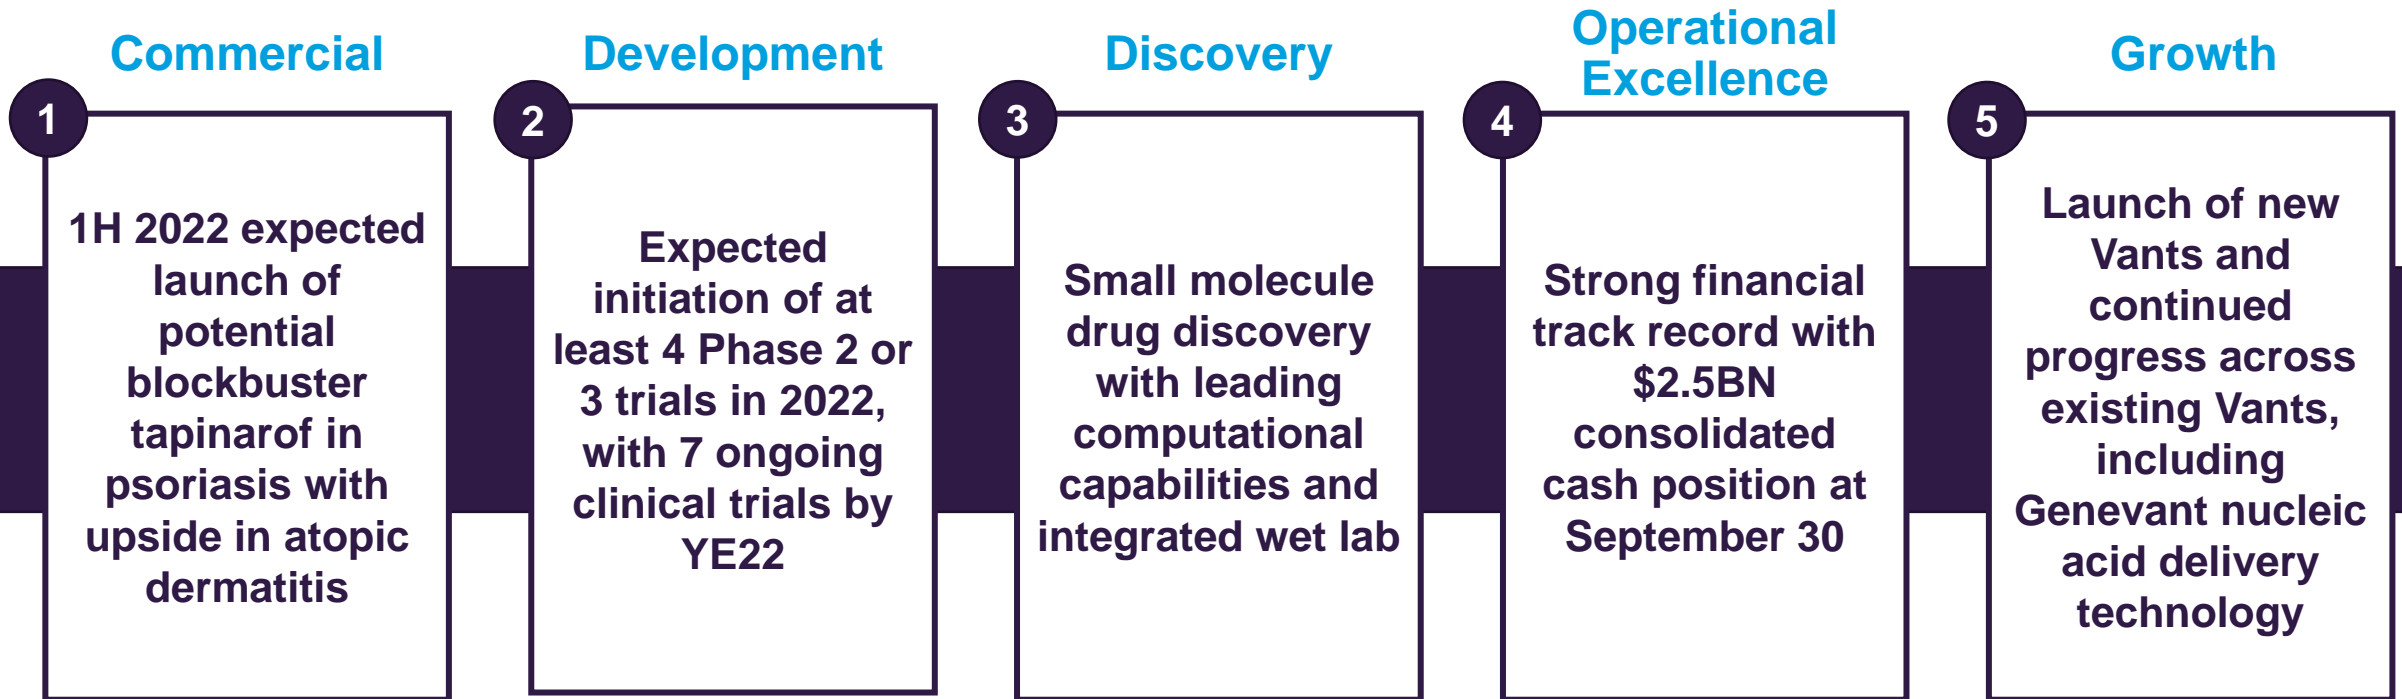 Commercial
1
1H 2022 expected
launch of
potential
blockbuster
tapinarof in
psoriasis with
upside in atopic
dermatitis
Development
2
Expected
initiation of at
least 4 Phase 2 or
3 trials in 2022,
with 7 ongoing
clinical trials by
YE22
Discovery
3
Small molecule
drug discovery
with leading
computational
capabilities and
integrated wet lab
Operational
Excellence
4
Strong financial
track record with
$2.5BN
consolidated
cash position at
September 30
Growth
5
Launch of new
Vants and
continued
progress across
existing Vants,
including
Genevant nucleic
acid delivery
technology